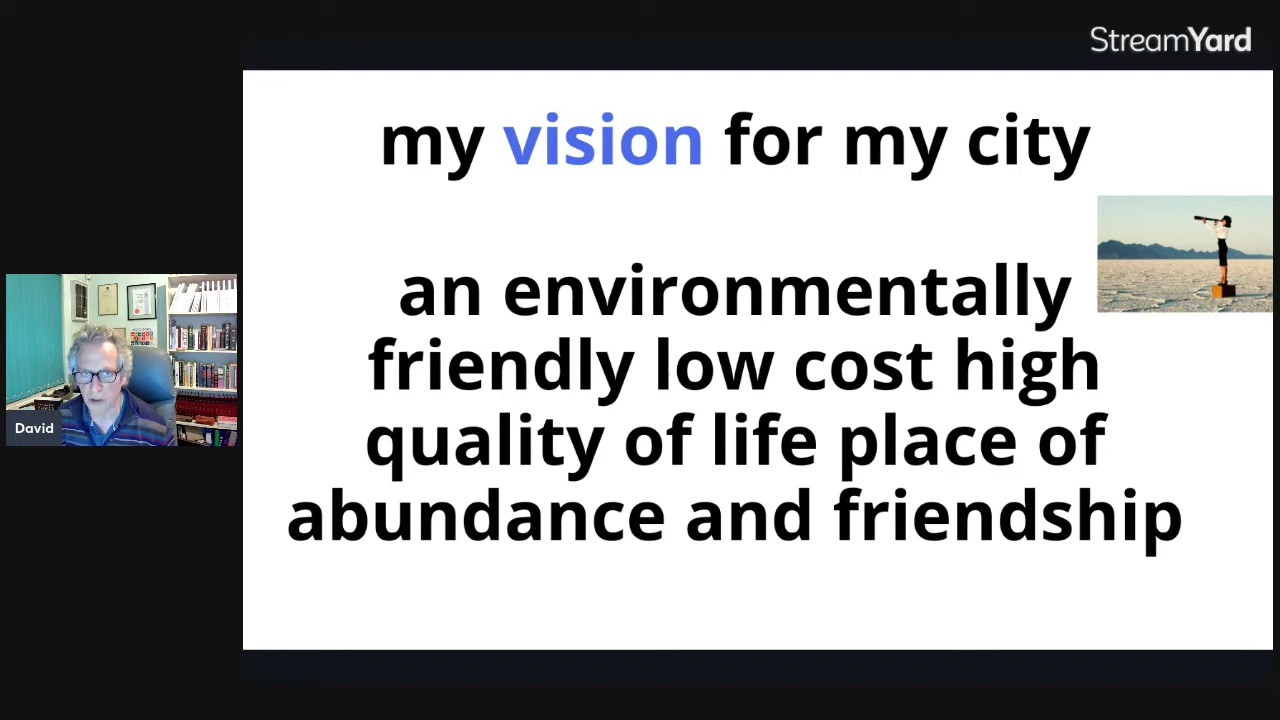 StreamYard
my vision for my city
an environmentally
friendly low cost high
quality of life place of
abundance and friendship
David